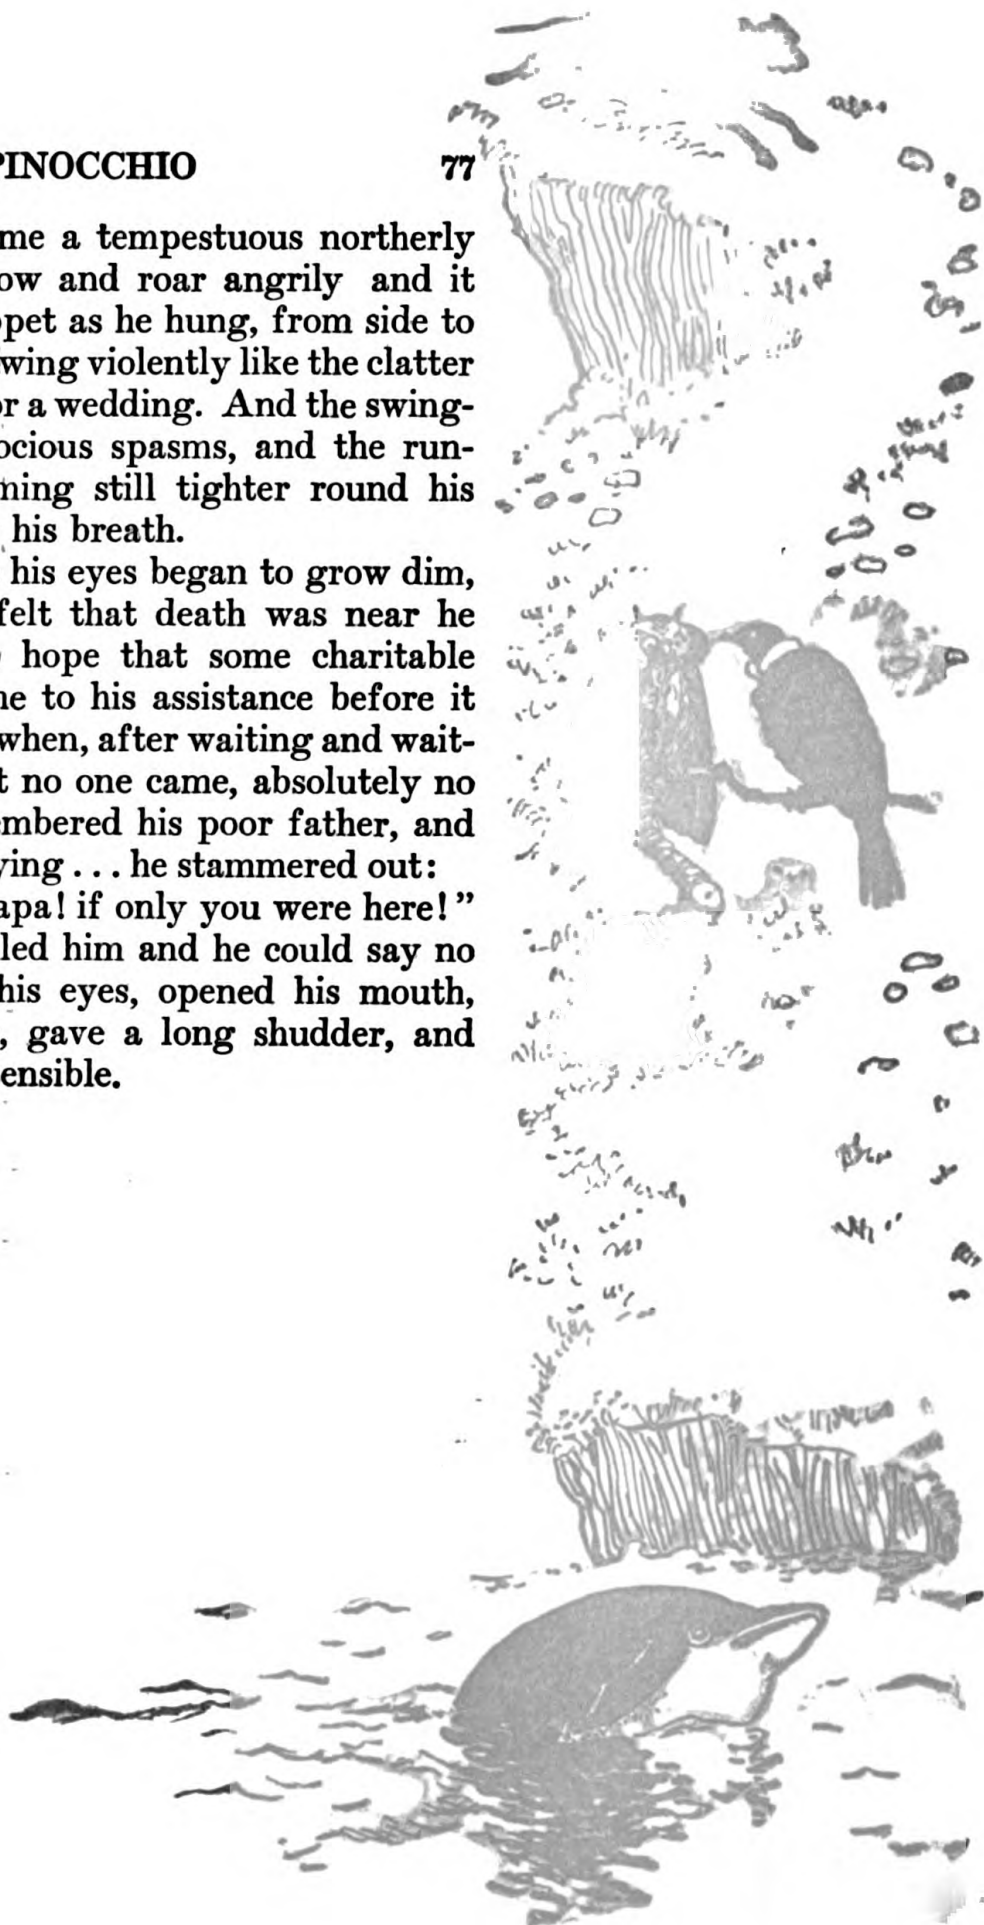 PINOCCHIO 77
me a tempestuous northerly
ow and roar angrily and it
pet as he hung, from side to
wing violently like the clatter
or a wedding. And the swing-
ocious spasms, and the run-
ning still tighter round his
his breath.
his eyes began to grow dim,
felt that death was near he
hope that some charitable
ne to his assistance before it
when, after waiting and wait-
t no one came, absolutely no
embered his poor father, and
ying . . . he stammered out:
apa! if only you were here!”
led him and he could say no
his eyes, opened his mouth,
, gave a long shudder, and
ensible.